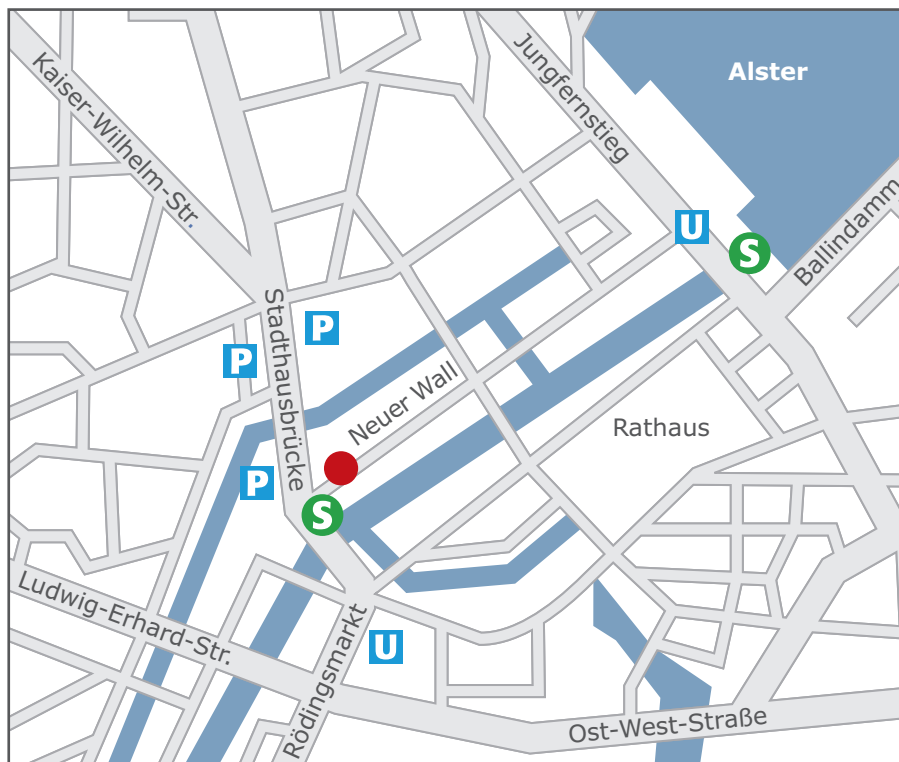 Jungfernstieg
Alster
Kaiser-Wilhelm-Str.
U
S
Ballindamm
Stadthausbrücke
P
P
Neuer Wall
Rathaus
P
S
Ludwig-Erhard-Str.
Rödingsmarkt
U
Ost-West-Straße